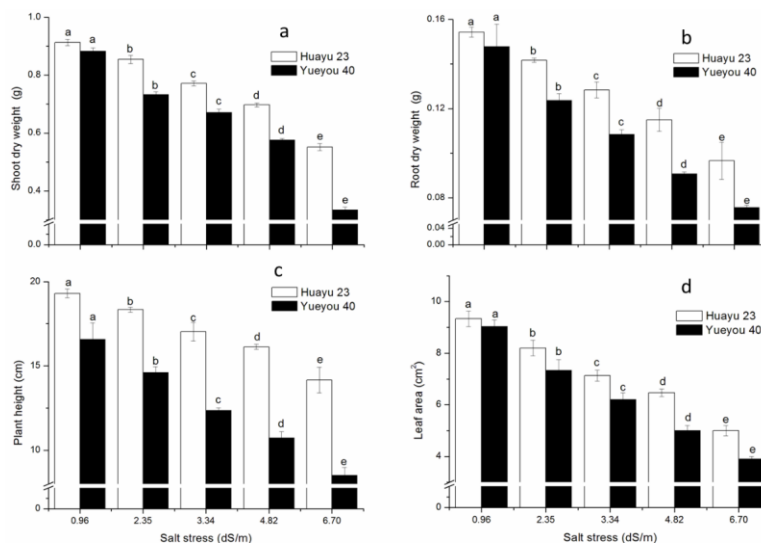 a
Huayu 23
Yueyou 40
Shoot dry weight (g)
1.0
0.8
0.6
0.4
0.0
a a b b c c d d e e
b
Huayu 23
Yueyou 40
Root dry weight (g)
0.16
0.12
0.08
0.04
0.00
a a b b c c d d e e
c
Huayu 23
Yueyou 40
Plant height (cm)
20
15
10
0
a a b b c c d d e e
0.96 2.35 3.34 4.82 6.70
Salt stress (dS/m)
d
Huayu 23
Yueyou 40
Leaf area (cm²)
10
8
6
4
0
a a b b c c d d e e
0.96 2.35 3.34 4.82 6.70
Salt stress (dS/m)